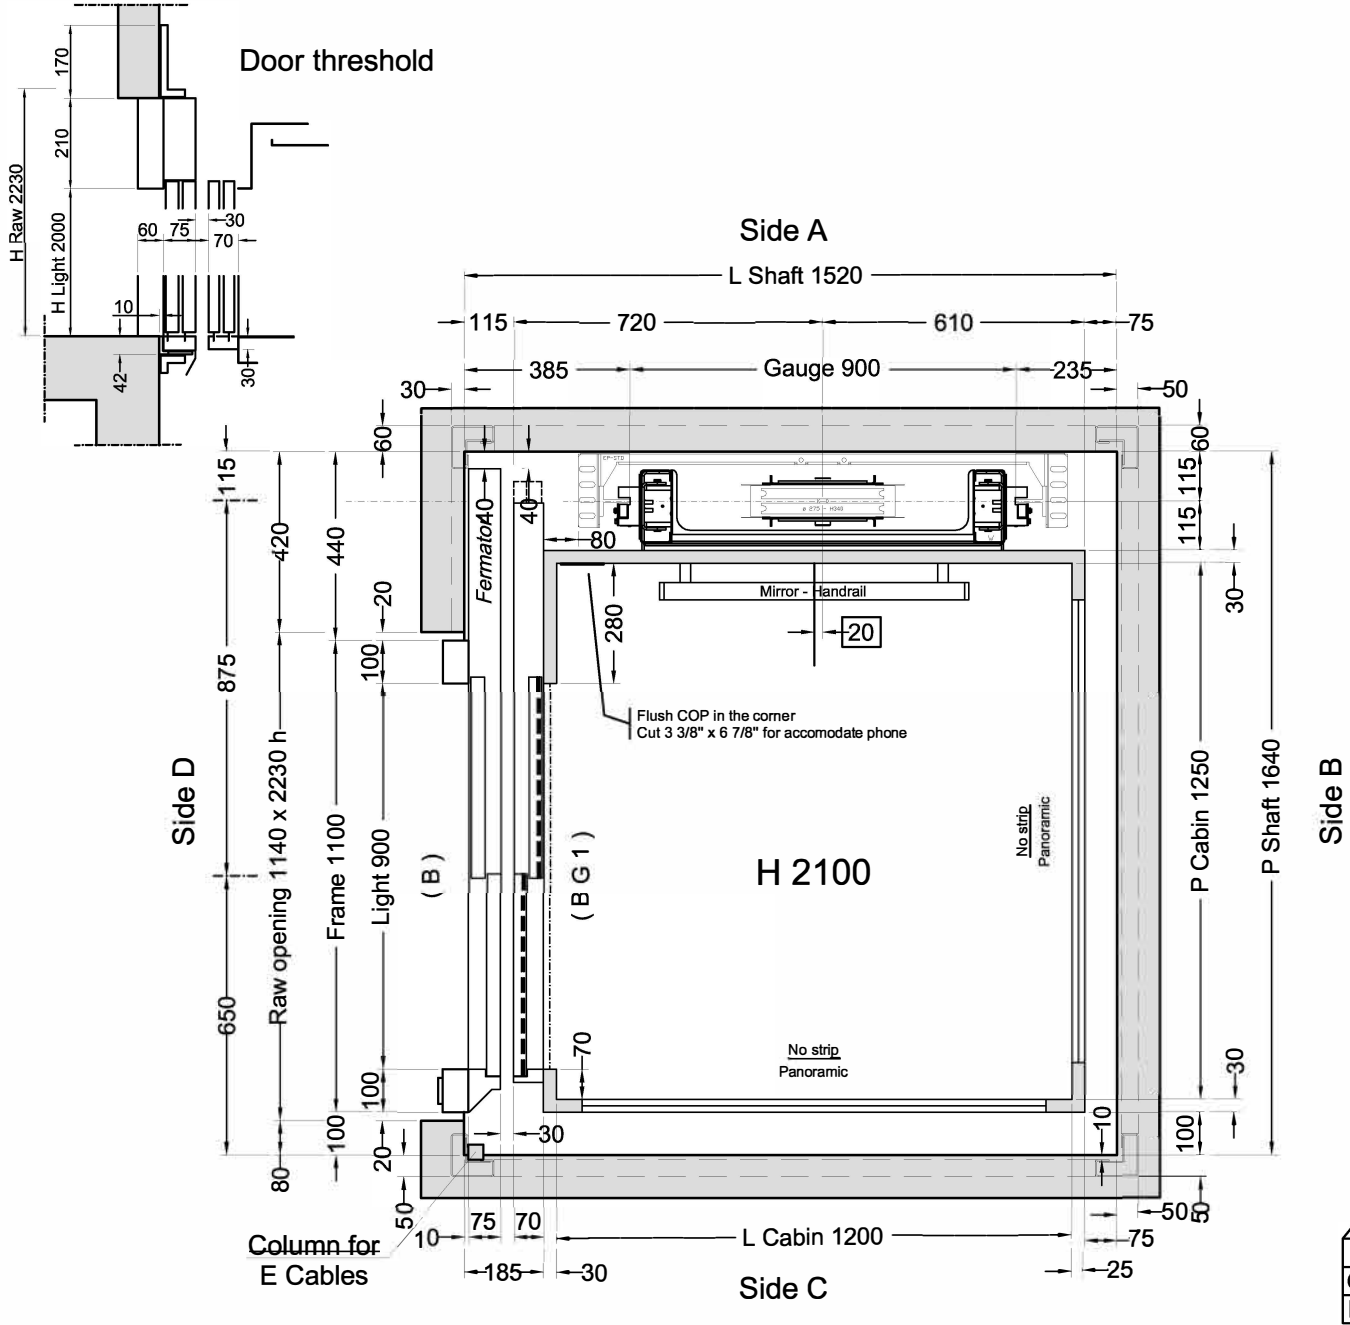 Door threshold
170
210
H Raw 2230
H Light 2000
60
75
30
70
10
42
30
Side A
L Shaft 1520
115
720
610
75
385
Gauge 900
235
30
50
60
60
115
420
440
Fermator
40
40
EP-STD
ø 275 - H348
115
115
80
20
280
Mirror - Handrail
20
30
100
875
Flush COP in the corner
Cut 3 3/8" x 6 7/8" for accomodate phone
Side D
Raw opening 1140 x 2230 h
Frame 1100
Light 900
( B )
( B G 1 )
H 2100
No strip
Panoramic
P Cabin 1250
P Shaft 1640
Side B
650
70
No strip
Panoramic
30
100
100
30
10
100
80
20
50
50
50
10
75
70
L Cabin 1200
75
Column for
E Cables
185
30
25
Side C